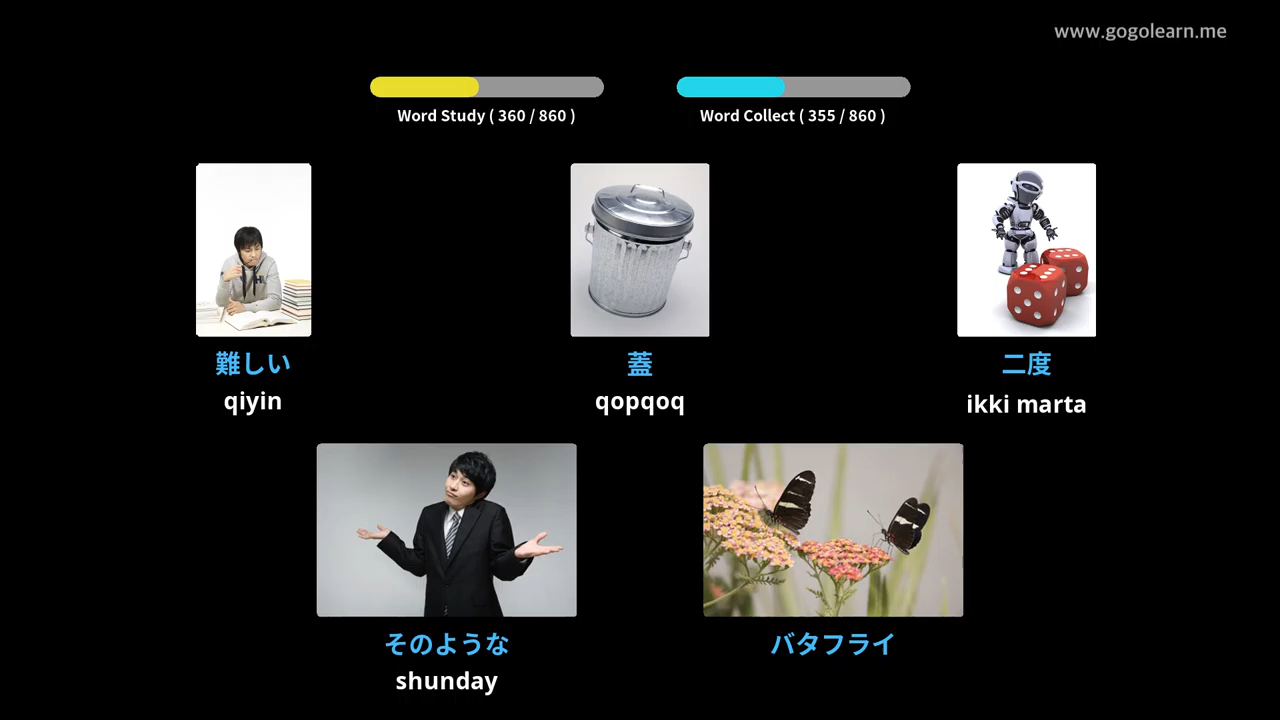 www.gogolearn.me
Word Study ( 360 / 860 )
Word Collect ( 355 / 860 )
難しい
qiyin
蓋
qopqoq
二度
ikki marta
そのような
shunday
バタフライ